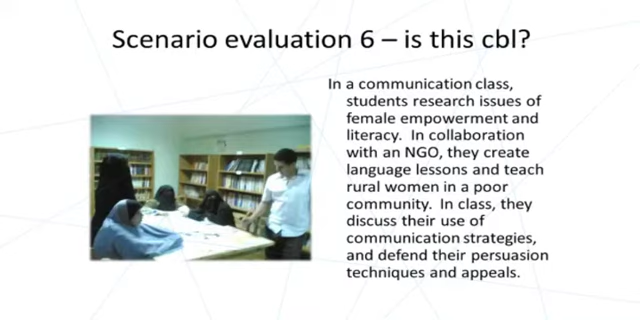 Scenario evaluation 6 – is this cbl?
In a communication class,
students research issues of
female empowerment and
literacy.  In collaboration
with an NGO, they create
language lessons and teach
rural women in a poor
community.  In class, they
discuss their use of
communication strategies,
and defend their persuasion
techniques and appeals.